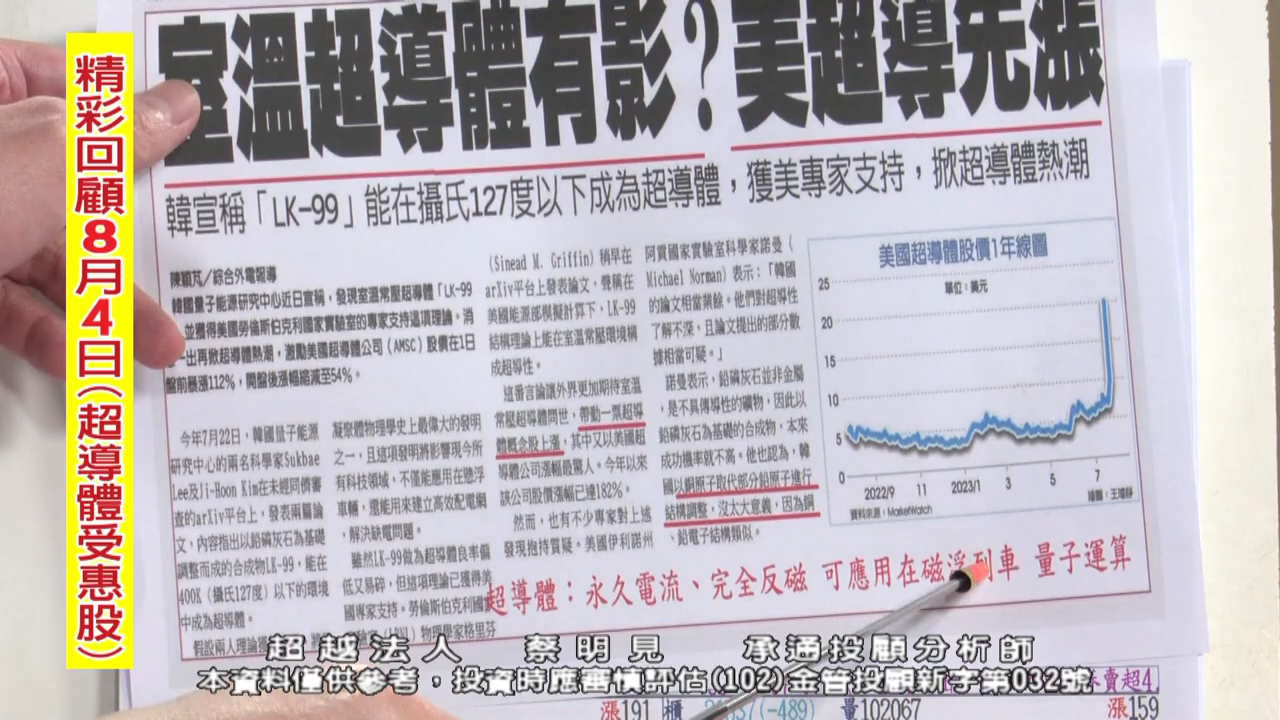 精彩回顧8月4日(超導體受惠股)
室溫超導體有影?美超導先漲
韓宣稱「LK-99」能在攝氏127度以下成為超導體,獲美專家支持,掀超導體熱潮
陳穎芃/綜合外電報導
韓國量子能源研究中心近日宣稱,發現室溫常壓超導體「LK-99
,並獲得美國勞倫斯伯克利國家實驗室的專家支持這項理論。消
一出再掀超導體熱潮,激勵美國超導體公司(AMSC)股價在1日
盤前暴漲112%,開盤後漲幅縮減至54%。
今年7月22日,韓國量子能源
研究中心的兩名科學家Sukbae
Lee及Ji-Hoon Kim在未經同儕審
查的arXiv平台上,發表兩篇論
文,內容指出以鉛磷灰石為基礎
調整而成的合成物LK-99,能在
400K(攝氏127度)以下的環境
中成為超導體。
假設兩人理論獲
凝聚體物理學史上最偉大的發明
之一,且這項發明將影響現今所
有科技領域,不僅能應用在懸浮
車輛,還能用來建立高效配電網
,解決缺電問題。
雖然LK-99做為超導體良率偏
低又易碎,但這項理論已獲得美
國專家支持。勞倫斯伯克利國
物理學家格里芬
(Sinead M. Griffin)稱早在
arXiv平台上發表論文,聲稱在
美國能源部模擬計算下,LK-99
結構理論上能在室溫常壓環境構
成超導性。
這番言論讓外界更加期待室溫
常壓超導體問世,帶動一票超導
體概念股上漲,其中又以美國超
導體公司漲幅最驚人。今年以來
該公司股價漲幅已達182%。
然而,也有不少專家對上述
發現抱持質疑。美國伊利諾州
阿貢國家實驗室科學家諾曼(
Michael Norman)表示:「韓國
的論文相當業餘。他們對超導性
了解不深,且論文提出的部分數
據相當可疑。」
諾曼表示,鉛磷灰石並非金屬
,是不具傳導性的礦物,因此以
鉛磷灰石為基礎的合成物,本來
成功機率就不高。他也認為,韓
國以銅原子取代部分鉛原子進行
結構調整,沒太大意義,因為銅
、鉛電子結構類似。
美國超導體股價1年線圖
單位:美元
25
20
15
10
5
0
2022/9 11 2023/1 3 5 7
資料來源:MarketWatch
超導體:永久電流、完全反磁 可應用在磁浮列車 量子運算
超越法人 蔡明見 承通投顧分析師
本資料僅供參考,投資時應審慎評估(102)金管投顧新字第032號
賣超4
漲191 櫃 (-489) 量102067 漲159